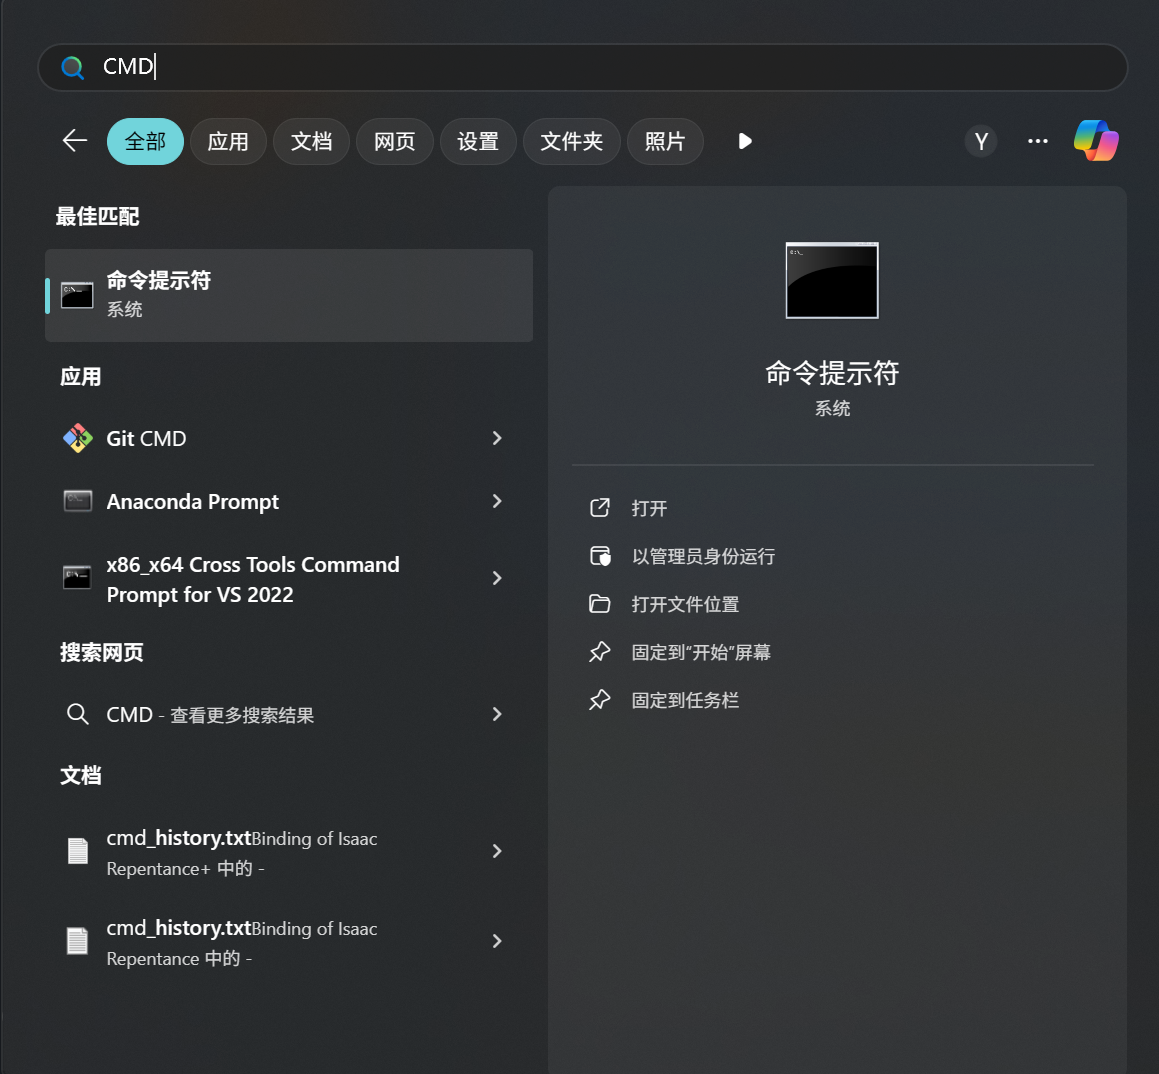 CMD
全部
应用
文档
网页
设置
文件夹
照片
Y
最佳匹配
命令提示符
系统
应用
Git CMD
Anaconda Prompt
x86_x64 Cross Tools Command
Prompt for VS 2022
搜索网页
CMD - 查看更多搜索结果
文档
cmd_history.txtBinding of Isaac
Repentance+ 中的 -
cmd_history.txtBinding of Isaac
Repentance 中的 -
命令提示符
系统
打开
以管理员身份运行
打开文件位置
固定到“开始”屏幕
固定到任务栏